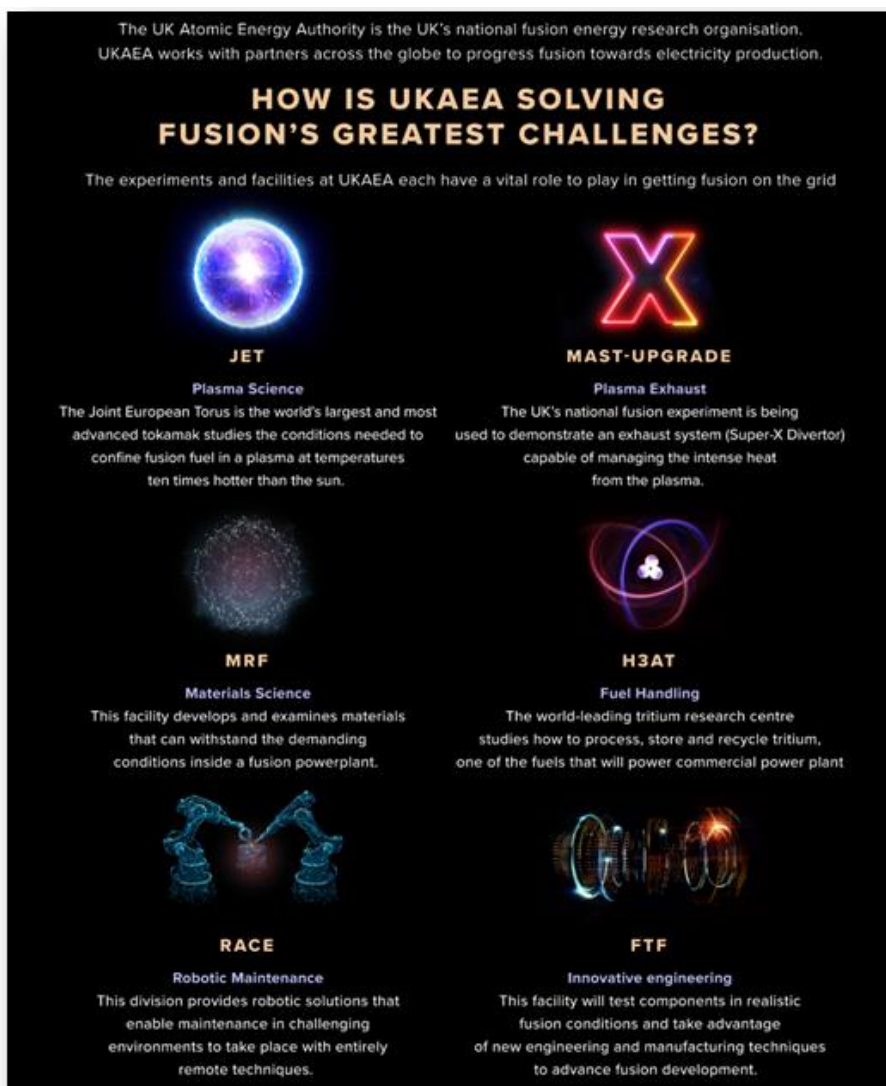 The UK Atomic Energy Authority is the UK's national fusion energy research organisation.
UKAEA works with partners across the globe to progress fusion towards electricity production.
HOW IS UKAEA SOLVING
FUSION'S GREATEST CHALLENGES?
The experiments and facilities at UKAEA each have a vital role to play in getting fusion on the grid
JET
Plasma Science
The Joint European Torus is the world's largest and most
advanced tokamak studies the conditions needed to
confine fusion fuel in a plasma at temperatures
ten times hotter than the sun.
X
MAST-UPGRADE
Plasma Exhaust
The UK's national fusion experiment is being
used to demonstrate an exhaust system (Super-X Divertor)
capable of managing the intense heat
from the plasma.
MRF
Materials Science
This facility develops and examines materials
that can withstand the demanding
conditions inside a fusion powerplant.
H3AT
Fuel Handling
The world-leading tritium research centre
studies how to process, store and recycle tritium,
one of the fuels that will power commercial power plant
RACE
Robotic Maintenance
This division provides robotic solutions that
enable maintenance in challenging
environments to take place with entirely
remote techniques.
FTF
Innovative engineering
This facility will test components in realistic
fusion conditions and take advantage
of new engineering and manufacturing techniques
to advance fusion development.